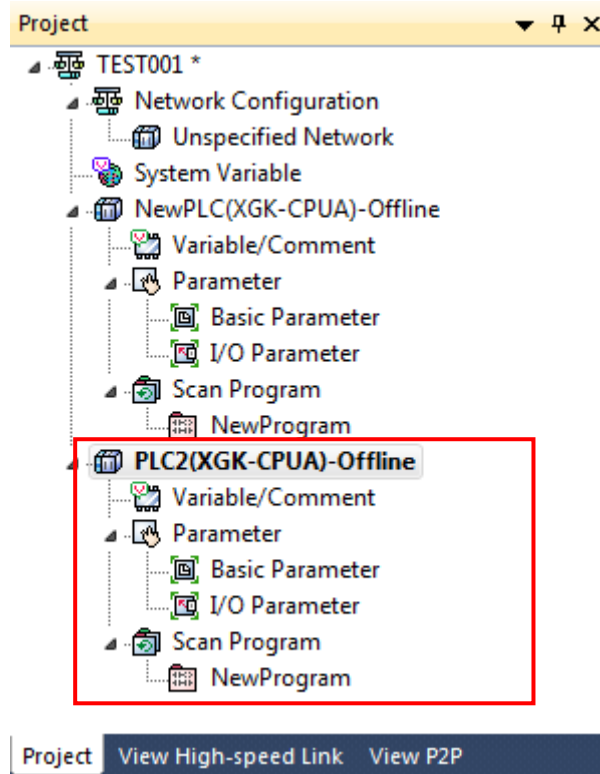 Project
TEST001 *
Network Configuration
Unspecified Network
System Variable
NewPLC(XGK-CPUA)-Offline
Variable/Comment
Parameter
Basic Parameter
I/O Parameter
Scan Program
NewProgram
PLC2(XGK-CPUA)-Offline
Variable/Comment
Parameter
Basic Parameter
I/O Parameter
Scan Program
NewProgram
Project View High-speed Link View P2P